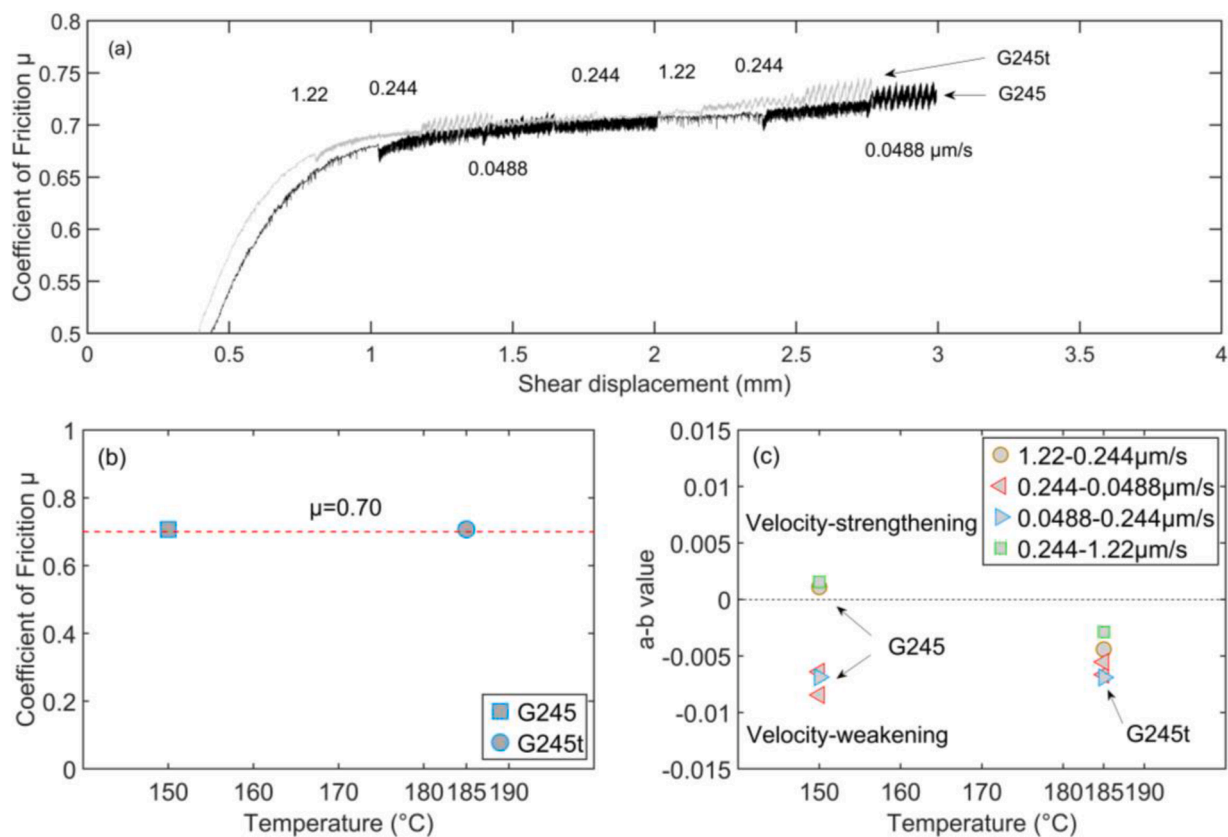 (a)
Coefficient of Fricition μ
0.8
0.75
0.7
0.65
0.6
0.55
0.5
1.22
0.244
0.244
1.22
0.244
G245t
G245
0.0488
0.0488 μm/s
0
0.5
1
1.5
2
2.5
3
3.5
4
Shear displacement (mm)
(b)
Coefficient of Fricition μ
1
0.8
0.6
0.4
0.2
0
μ=0.70
G245
G245t
150
160
170
180
185
190
Temperature (°C)
(c)
a-b value
0.015
0.01
0.005
0
-0.005
-0.01
-0.015
1.22-0.244μm/s
0.244-0.0488μm/s
0.0488-0.244μm/s
0.244-1.22μm/s
Velocity-strengthening
G245
Velocity-weakening
G245t
150
160
170
180
185
190
Temperature (°C)